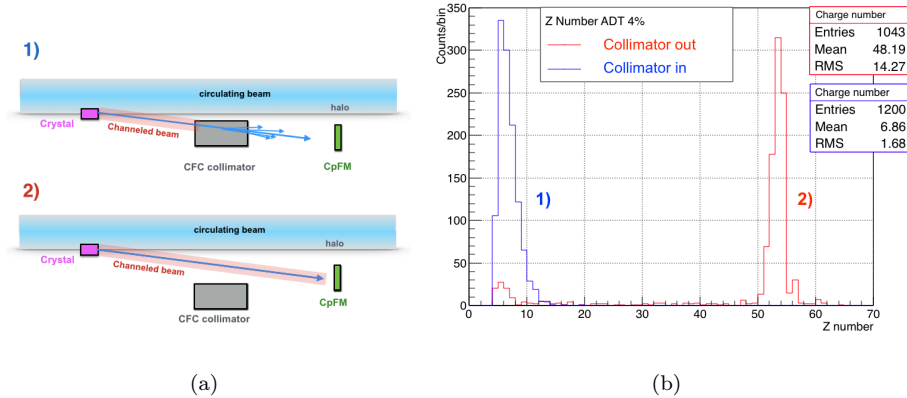 1)
circulating beam
halo
Crystal
Channeled beam
CFC collimator
CpFM
2)
circulating beam
halo
Crystal
Channeled beam
CFC collimator
CpFM
(a)
Counts/bin
350
300
250
200
150
100
50
0
0 10 20 30 40 50 60 70
Z number
Z Number ADT 4%
Collimator out
Collimator in
1)
2)
Charge number
Entries 1043
Mean 48.19
RMS 14.27
Charge number
Entries 1200
Mean 6.86
RMS 1.68
(b)